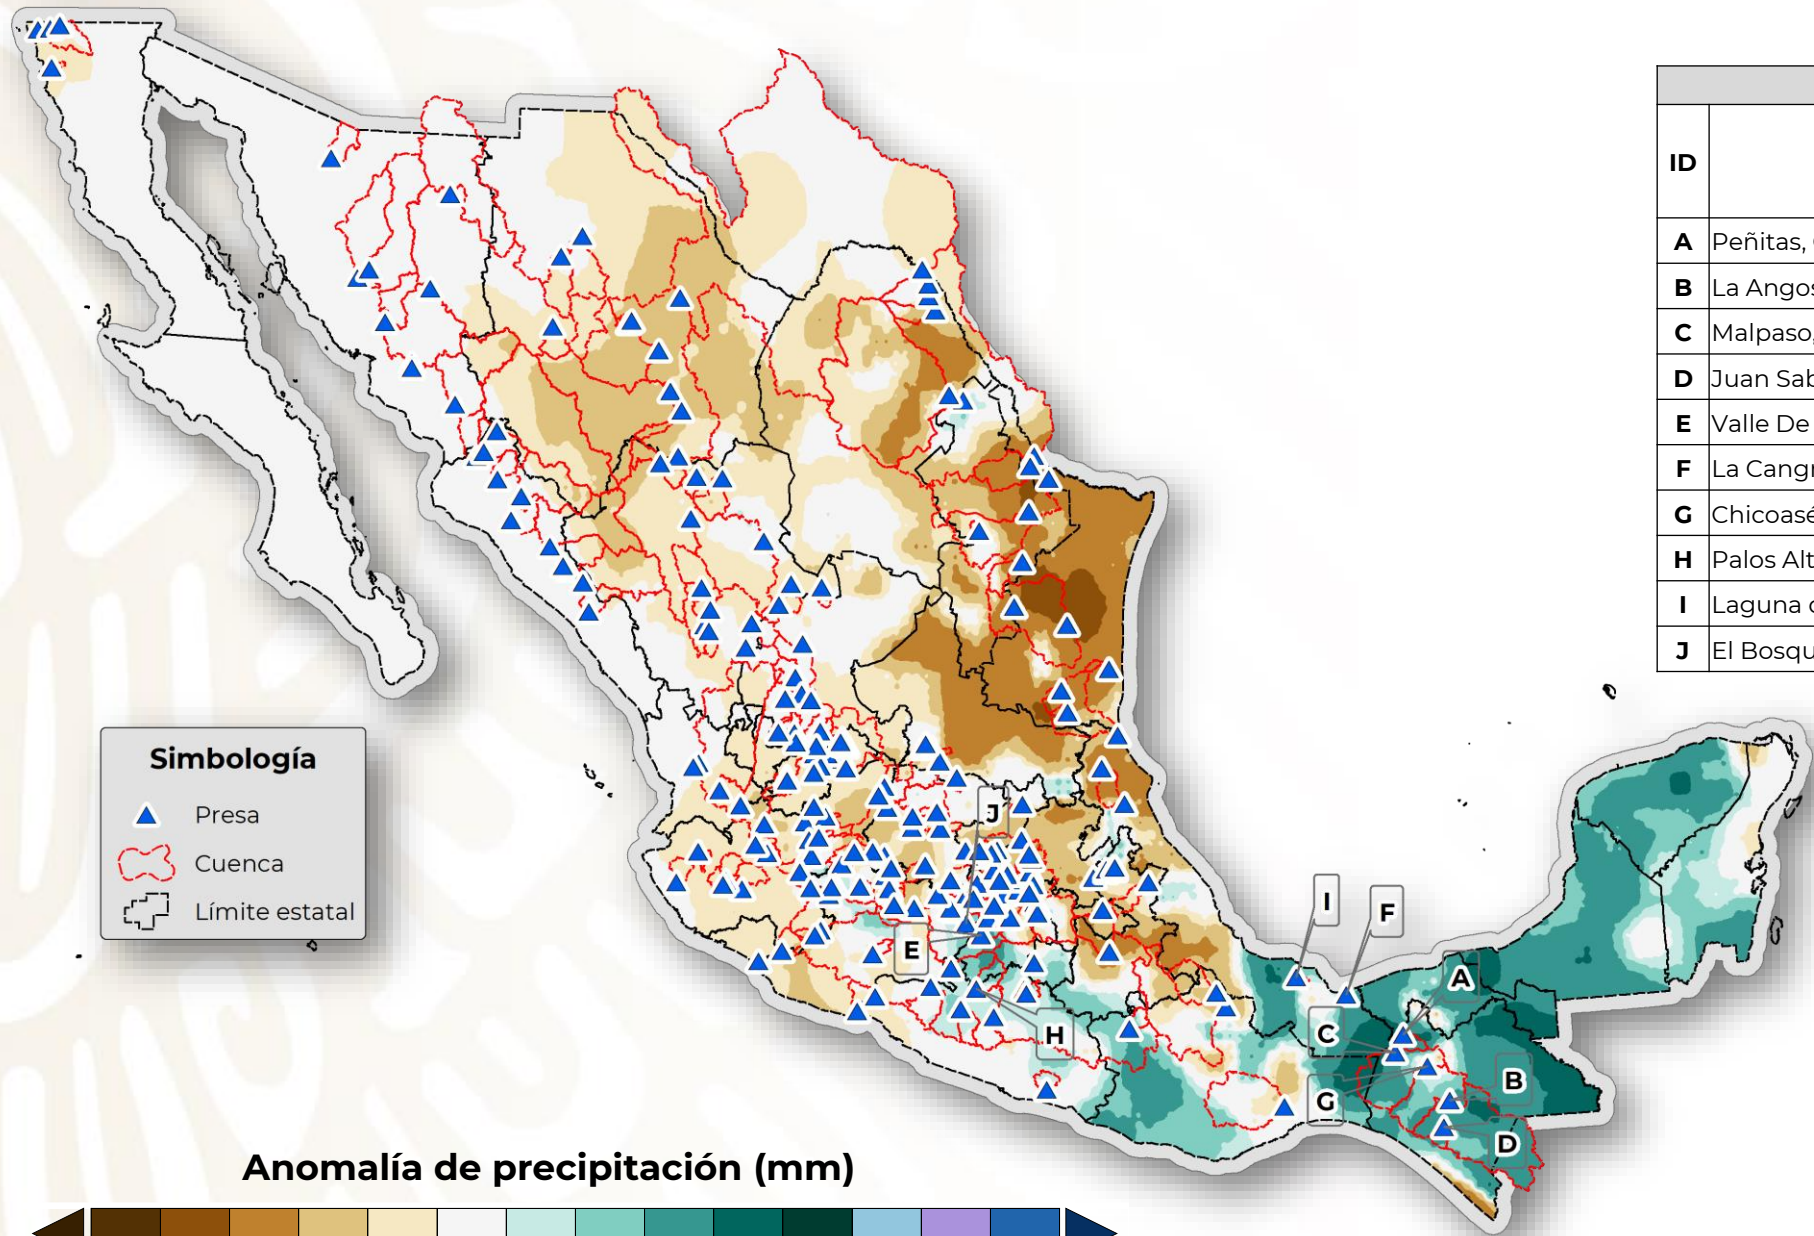 ID
A Peñitas,
B La Angos
C Malpaso,
D Juan Sab
E Valle De
F La Cangr
G Chicoasé
H Palos Alt
I Laguna
J El Bosqu
J
I
F
E
A
C
H
B
G
D
Simbología
Presa
Cuenca
Límite estatal
Anomalía de precipitación (mm)